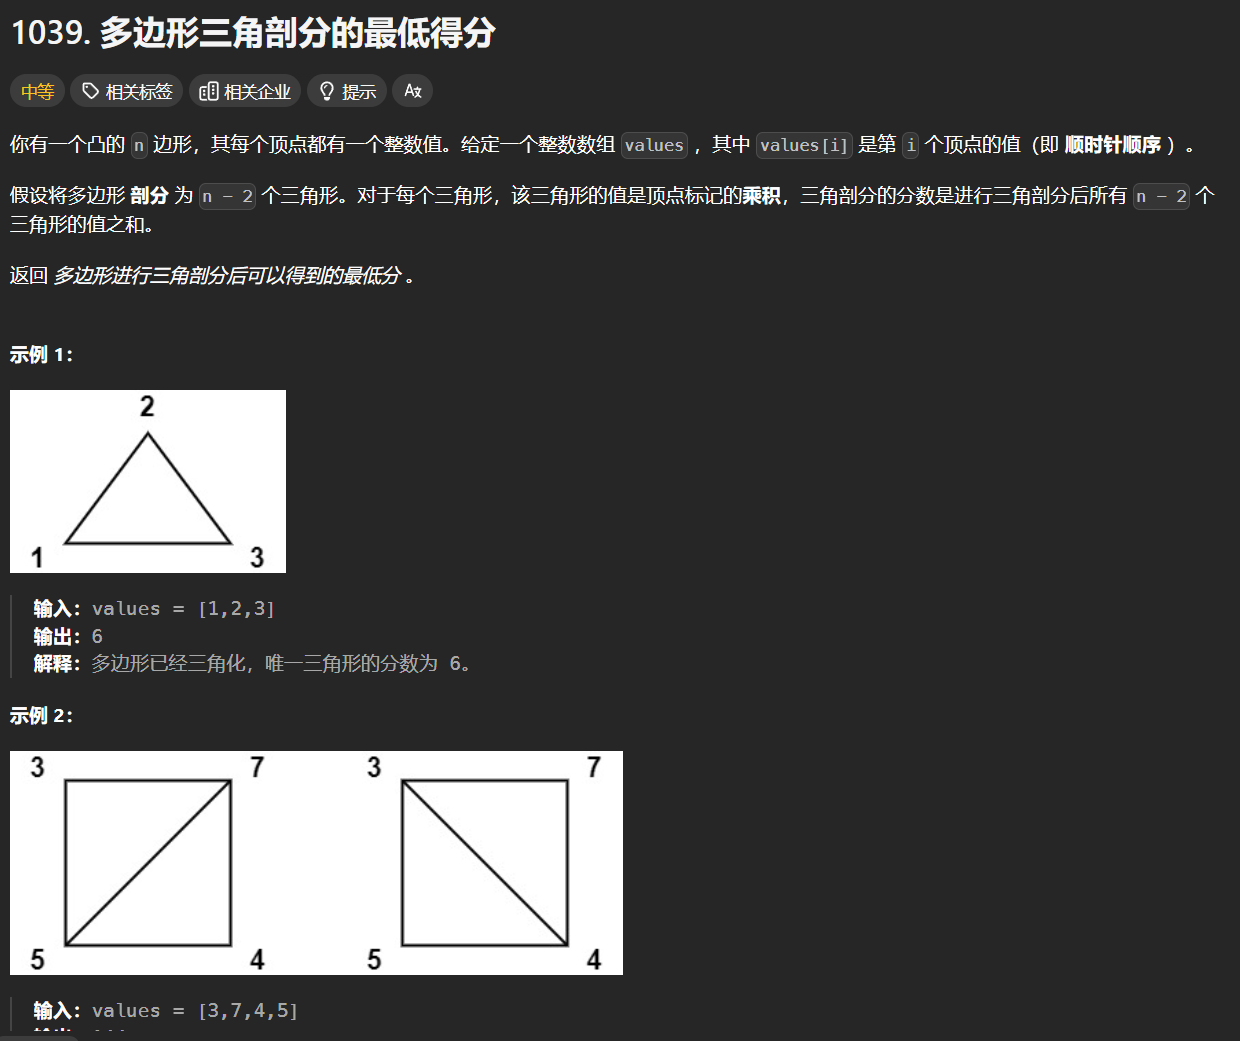 1039. 多边形三角剖分的最低得分
中等 相关标签 相关企业 提示 Ax
你有一个凸的 n 边形，其每个顶点都有一个整数值。给定一个整数数组 values ，其中 values[i] 是第 i 个顶点的值（即 顺时针顺序 ）。
假设将多边形 剖分 为 n - 2 个三角形。对于每个三角形，该三角形的值是顶点标记的乘积，三角剖分的分数是进行三角剖分后所有 n - 2 个
三角形的值之和。
返回 多边形进行三角剖分后可以得到的最低分 。
示例 1：
2
1 3
输入：values = [1,2,3]
输出：6
解释：多边形已经三角化，唯一三角形的分数为 6。
示例 2：
3 7 3 7
5 4 5 4
输入：values = [3,7,4,5]